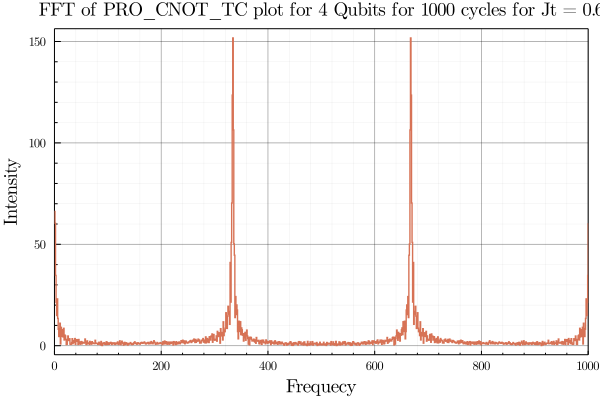 FFT of PRO_CNOT_TC plot for 4 Qubits for 1000 cycles for Jt = 0.6
150
100
50
0
Intensity
0 200 400 600 800 1000
Frequecy